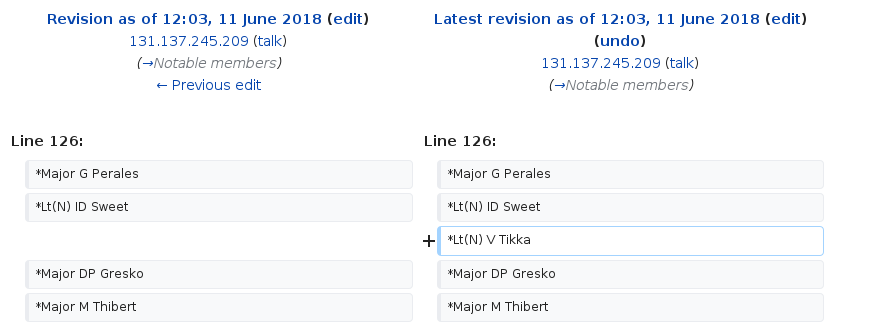 Revision as of 12:03, 11 June 2018 (edit)
131.137.245.209 (talk)
(→Notable members)
← Previous edit
Latest revision as of 12:03, 11 June 2018 (edit)
(undo)
131.137.245.209 (talk)
(→Notable members)
Line 126:
Line 126:
*Major G Perales
*Major G Perales
*Lt(N) ID Sweet
*Lt(N) ID Sweet
+ *Lt(N) V Tikka
*Major DP Gresko
*Major DP Gresko
*Major M Thibert
*Major M Thibert